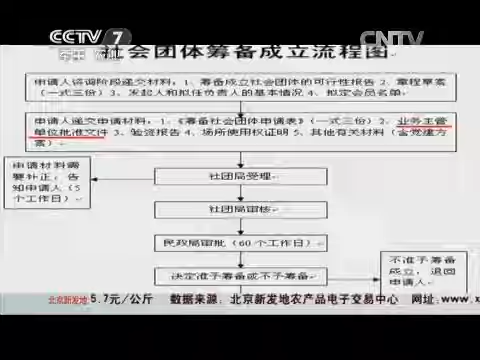 CCTV 7
军事 农业
CNTV
社会团体筹备成立流程图
申请人咨询阶段递交材料：1、筹备成立社会团体的可行性报告 2、章程草案
（一式三份）3、发起人和拟任负责人的基本情况 4、拟定会员名单
申请人递交申请材料：1、《筹备社会团体申请表》（一式三份）2、业务主管
单位批准文件 3、验资报告 4、场所使用权证明 5、其他有关材料（含党建方
案）
申请材料需
要补正，告
知申请人（5
个工作日）
社团局受理
社团局审核
民政局审批（60个工作日）
决定准予筹备或不予筹备
不准予筹备
成立，退回
申请人
北京新发地 5.7元/公斤 数据来源：北京新发地农产品电子交易中心 网址：www.x